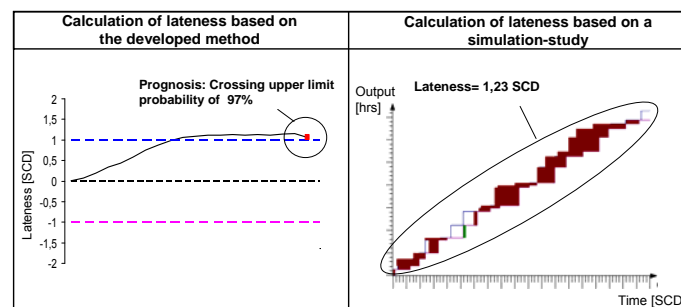 Calculation of lateness based on
the developed method
Calculation of lateness based on a
simulation-study
Prognosis: Crossing upper limit
probability of 97%
Lateness [SCD]
2
1,5
1
0,5
0
-0,5
-1
-1,5
-2
Output
[hrs]
Lateness= 1,23 SCD
Time [SCD